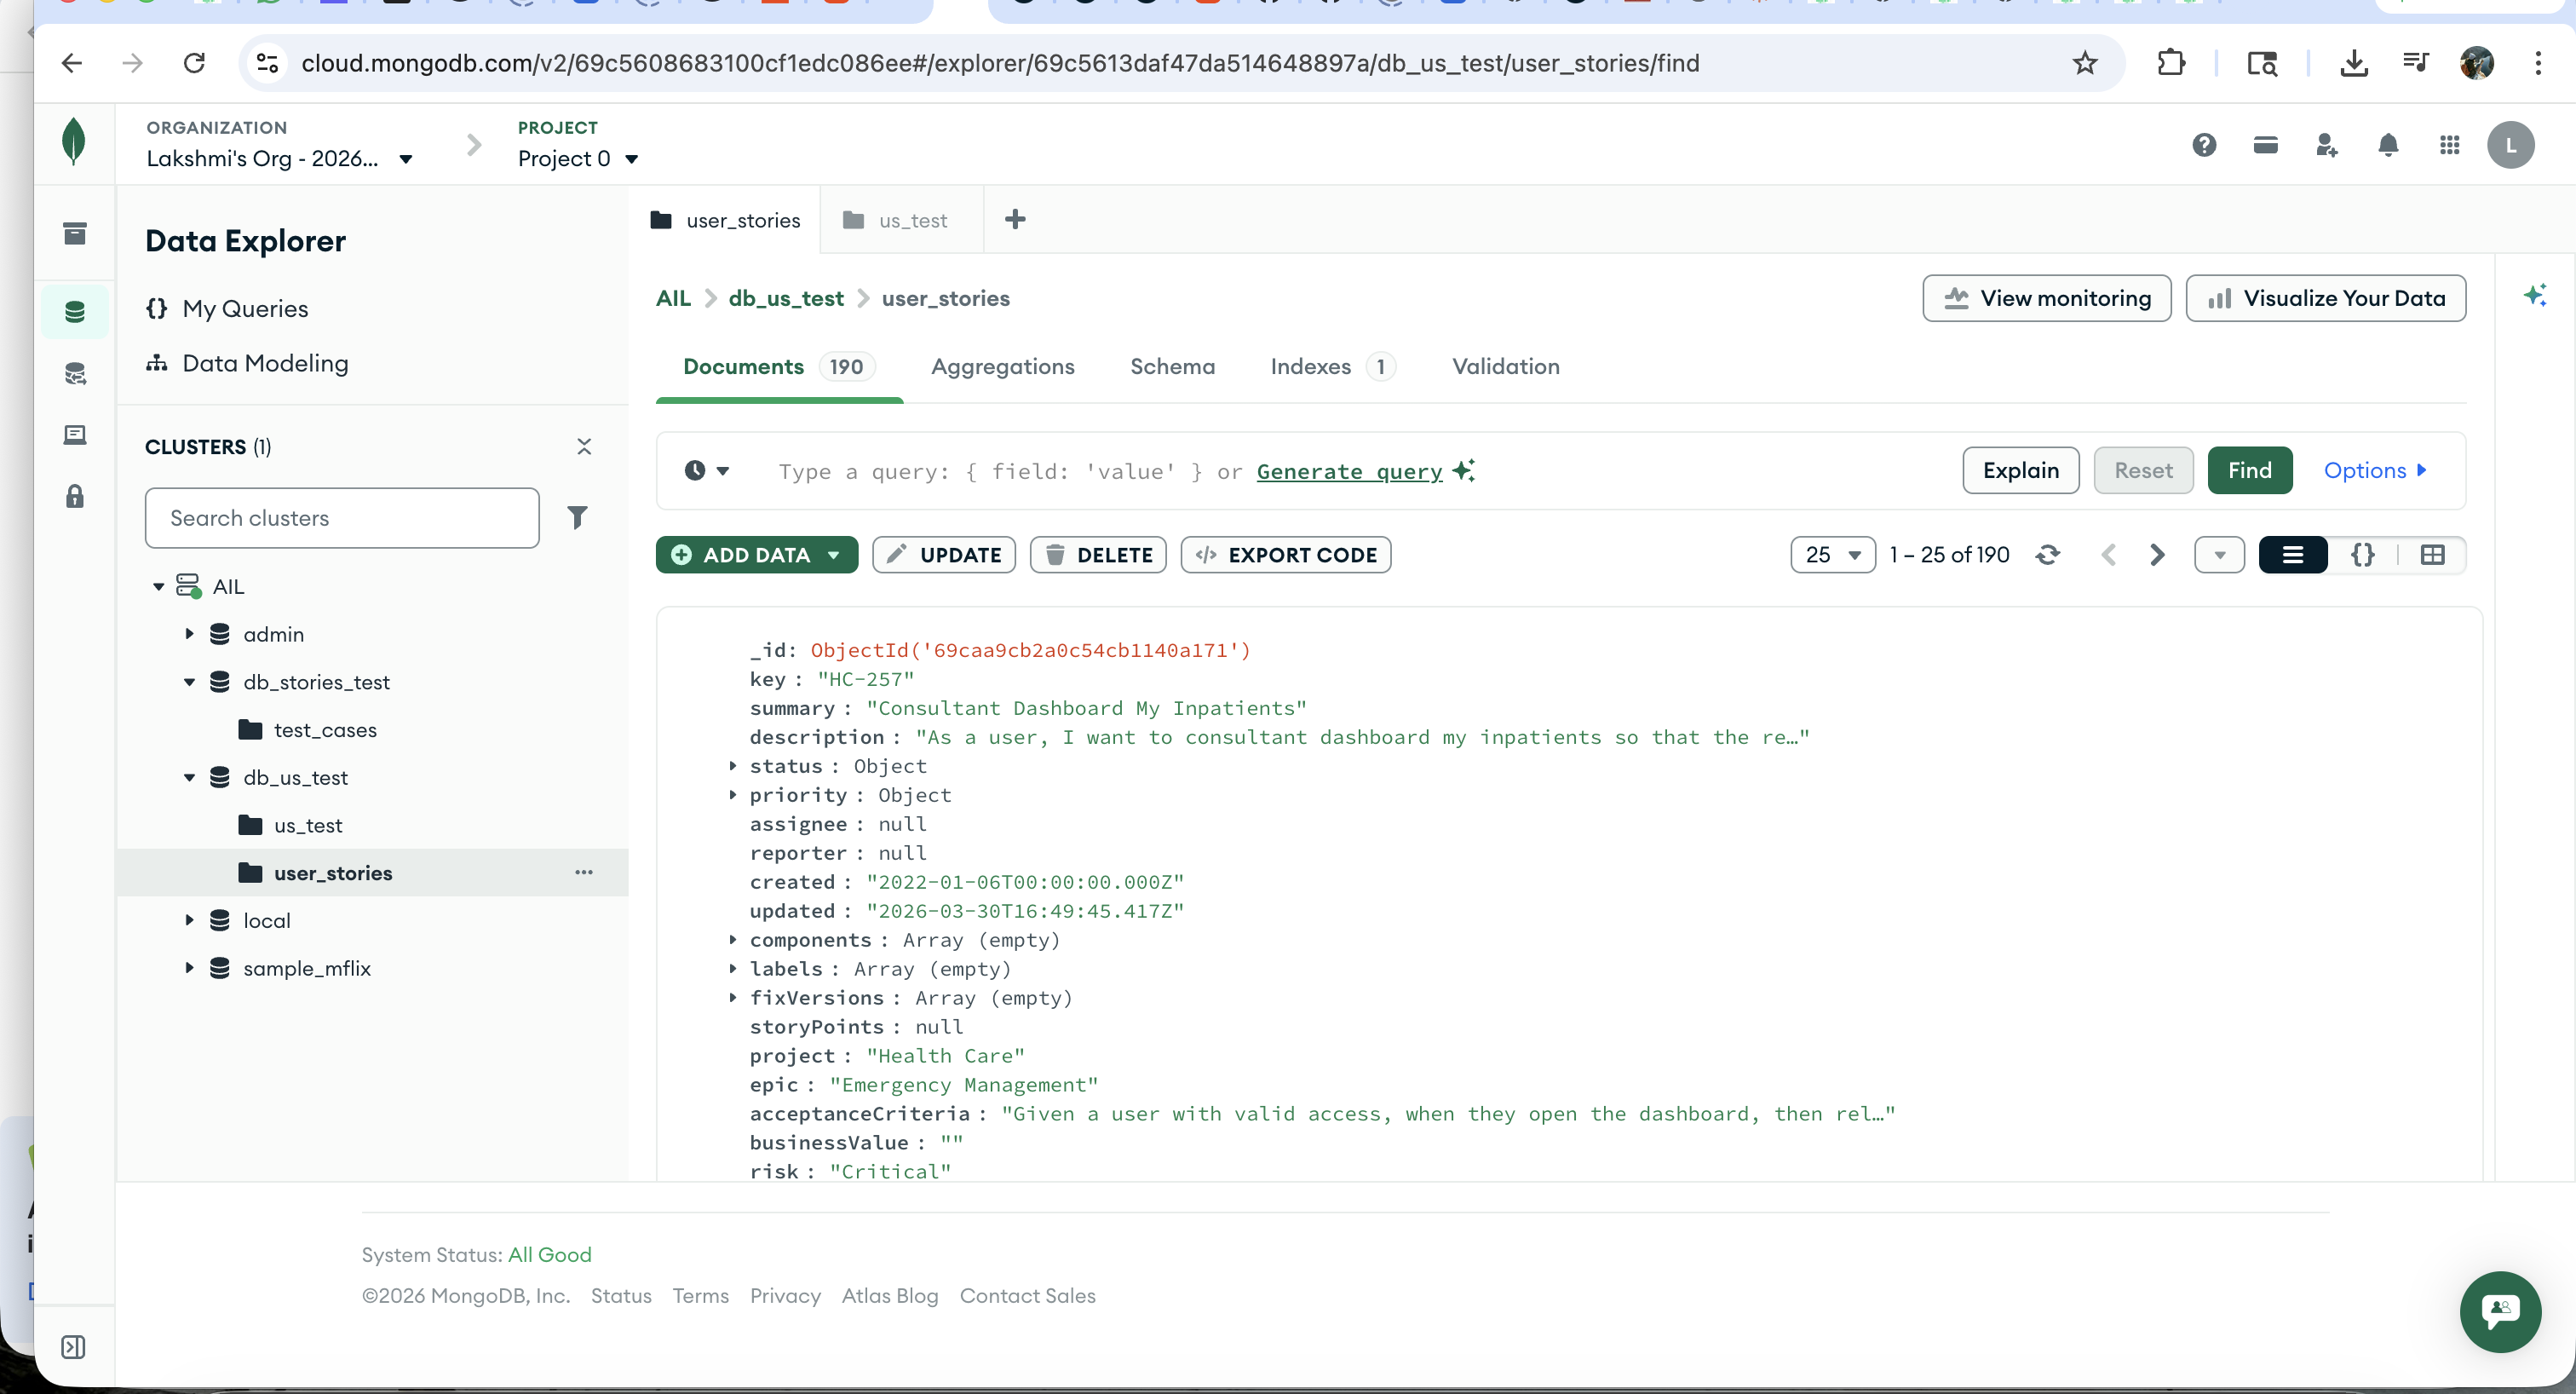 cloud.mongodb.com/v2/69c5608683100cf1edc086ee#/explorer/69c5613daf47da514648897a/db_us_test/user_stories/find
ORGANIZATION
Lakshmi's Org - 2026...
PROJECT
Project 0
L
Data Explorer
My Queries
Data Modeling
CLUSTERS (1)
Search clusters
AIL
admin
db_stories_test
test_cases
db_us_test
us_test
user_stories
local
sample_mflix
user_stories
us_test
AIL > db_us_test > user_stories
View monitoring
Visualize Your Data
Documents 190
Aggregations
Schema
Indexes 1
Validation
Type a query: { field: 'value' } or Generate query
Explain
Reset
Find
Options
ADD DATA
UPDATE
DELETE
EXPORT CODE
25
1 – 25 of 190
_id: ObjectId('69caa9cb2a0c54cb1140a171')
key : "HC-257"
summary : "Consultant Dashboard My Inpatients"
description : "As a user, I want to consultant dashboard my inpatients so that the re…"
status : Object
priority : Object
assignee : null
reporter : null
created : "2022-01-06T00:00:00.000Z"
updated : "2026-03-30T16:49:45.417Z"
components : Array (empty)
labels : Array (empty)
fixVersions : Array (empty)
storyPoints : null
project : "Health Care"
epic : "Emergency Management"
acceptanceCriteria : "Given a user with valid access, when they open the dashboard, then rel…"
businessValue : ""
risk : "Critical"
System Status: All Good
©2026 MongoDB, Inc. Status Terms Privacy Atlas Blog Contact Sales